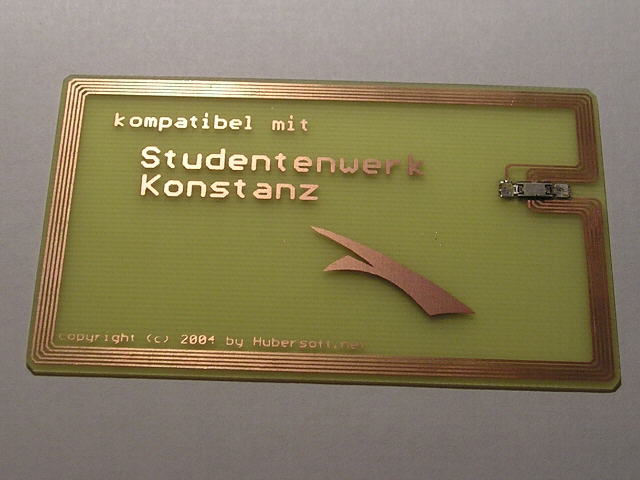 kompatibel mit
Studentenwerk
Konstanz
copyright (c) 2004 by Hubersoft.net